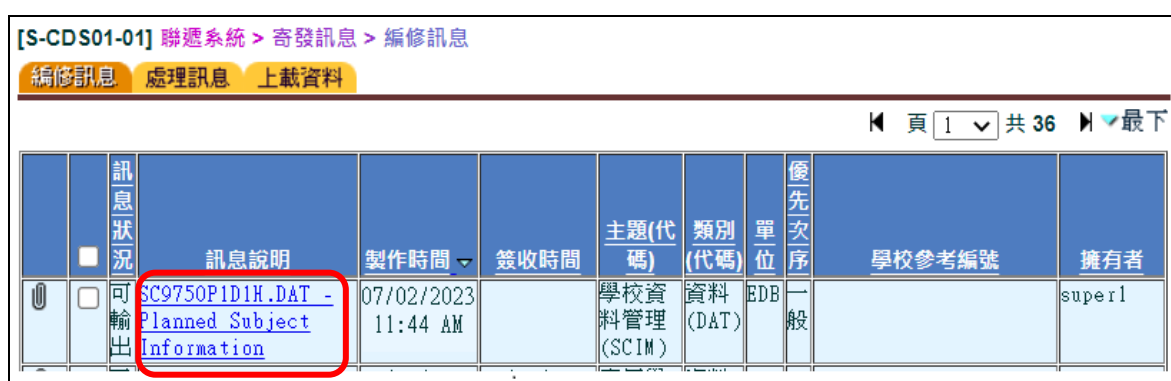 [S-CDS01-01] 聯遞系統 > 寄發訊息 > 編修訊息
編修訊息 處理訊息 上載資料
頁 1 共 36 最下
訊息狀況 訊息說明 製作時間 簽收時間 主題(代碼) 類別(代碼) 單位 優先次序 學校參考編號 擁有者
可輸出 SC9750P1D1H.DAT - Planned Subject Information 07/02/2023 11:44 AM 學校資料管理(SCIM) 資料(DAT) EDB 一般 super1